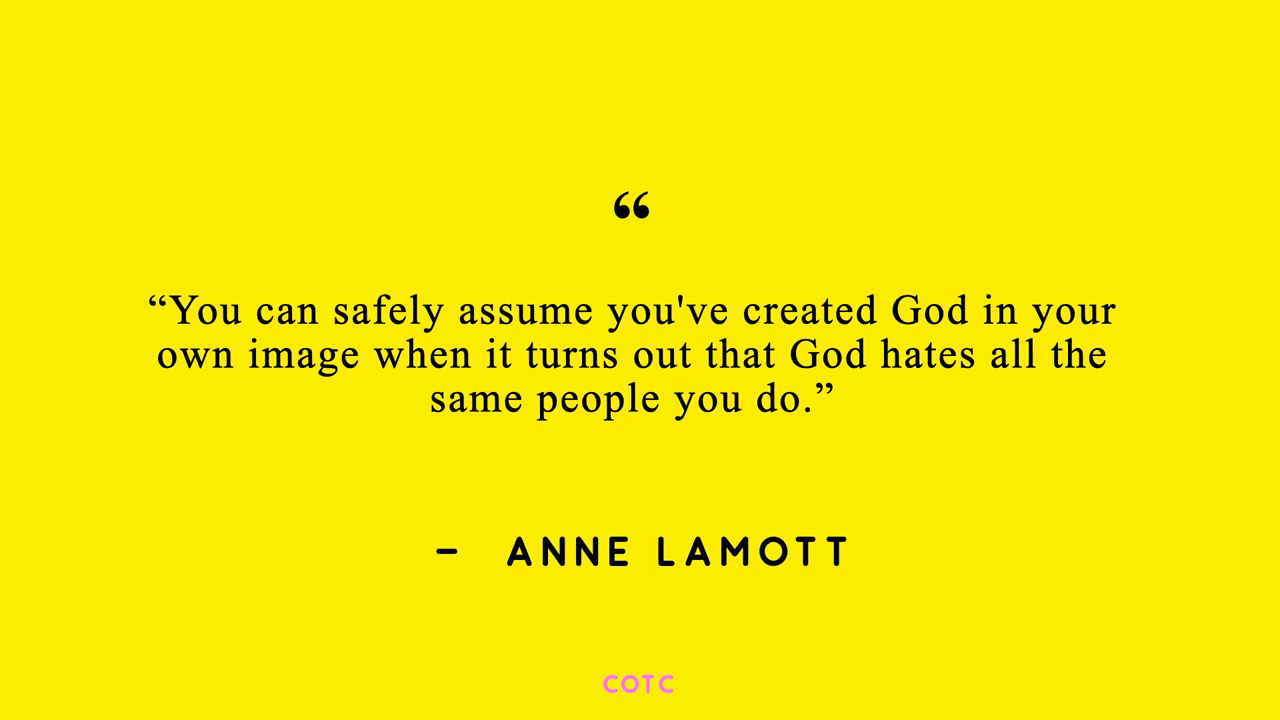 “
“You can safely assume you've created God in your
own image when it turns out that God hates all the
same people you do.”
– ANNE LAMOTT
COTC